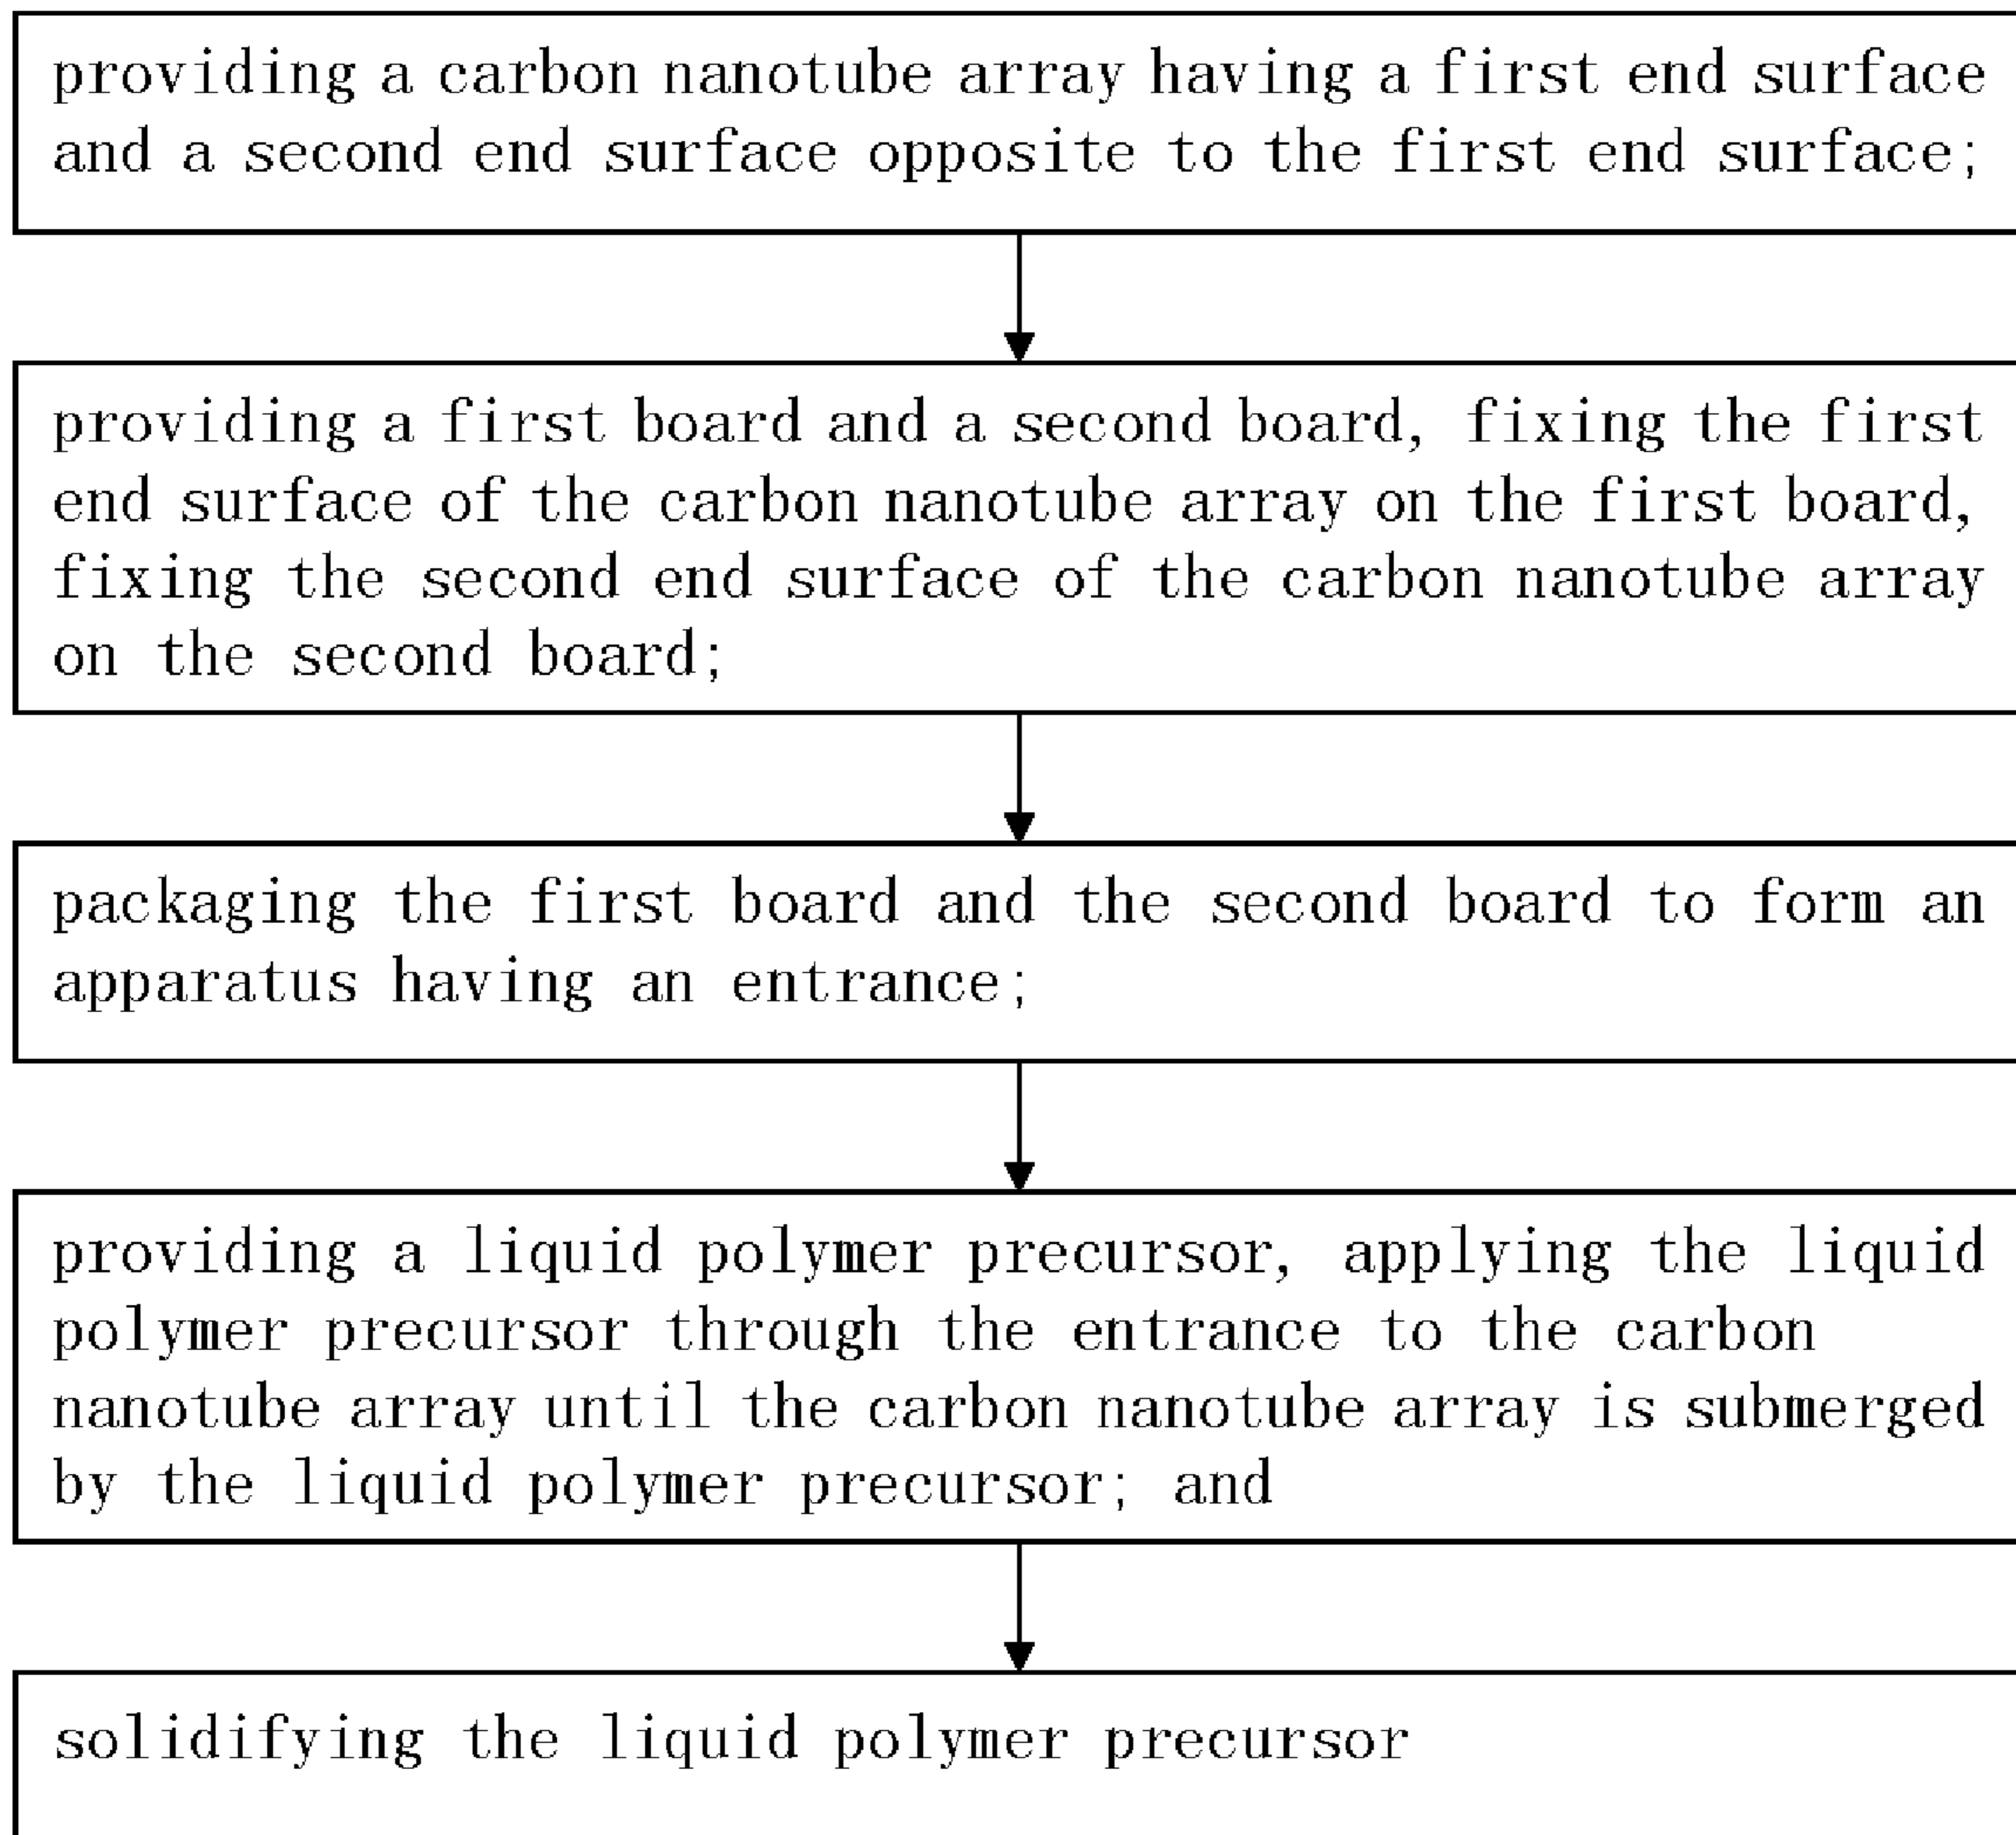 providing a carbon nanotube array having a first end surface
and a second end surface opposite to the first end surface;
providing a first board and a second board, fixing the first
end surface of the carbon nanotube array on the first board,
fixing the second end surface of the carbon nanotube array
on the second board;
packaging the first board and the second board to form an
apparatus having an entrance;
providing a liquid polymer precursor, applying the liquid
polymer precursor through the entrance to the carbon
nanotube array until the carbon nanotube array is submerged
by the liquid polymer precursor; and
solidifying the liquid polymer precursor